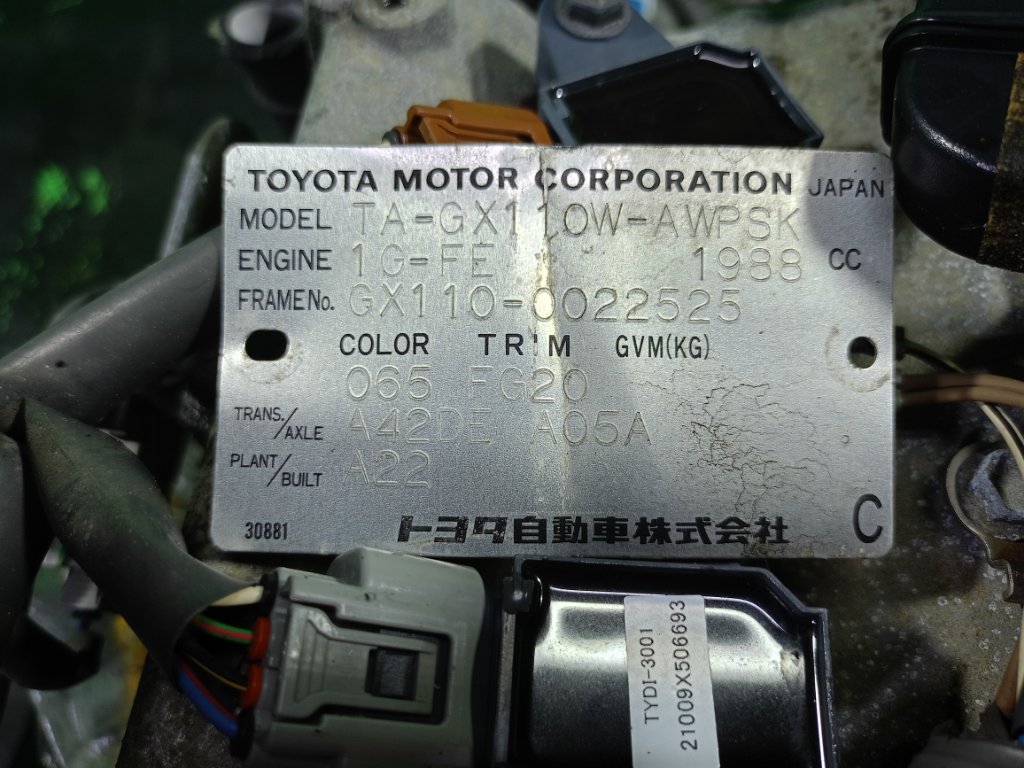 TOYOTA MOTOR CORPORATION JAPAN
MODEL TA-GX110W-AWPSK
ENGINE 1G-FE 1988 CC
FRAME No. GX110-0022525
COLOR TRIM GVM(KG)
065 FG20
TRANS./AXLE A42DE A05A
PLANT/BUILT A22
30881 トヨタ自動車株式会社 C
TYDI-3001
21009X506693